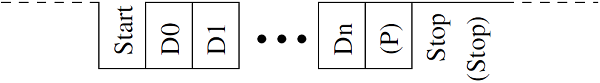 Start D0 D1 ••• Dn (P) Stop (Stop)